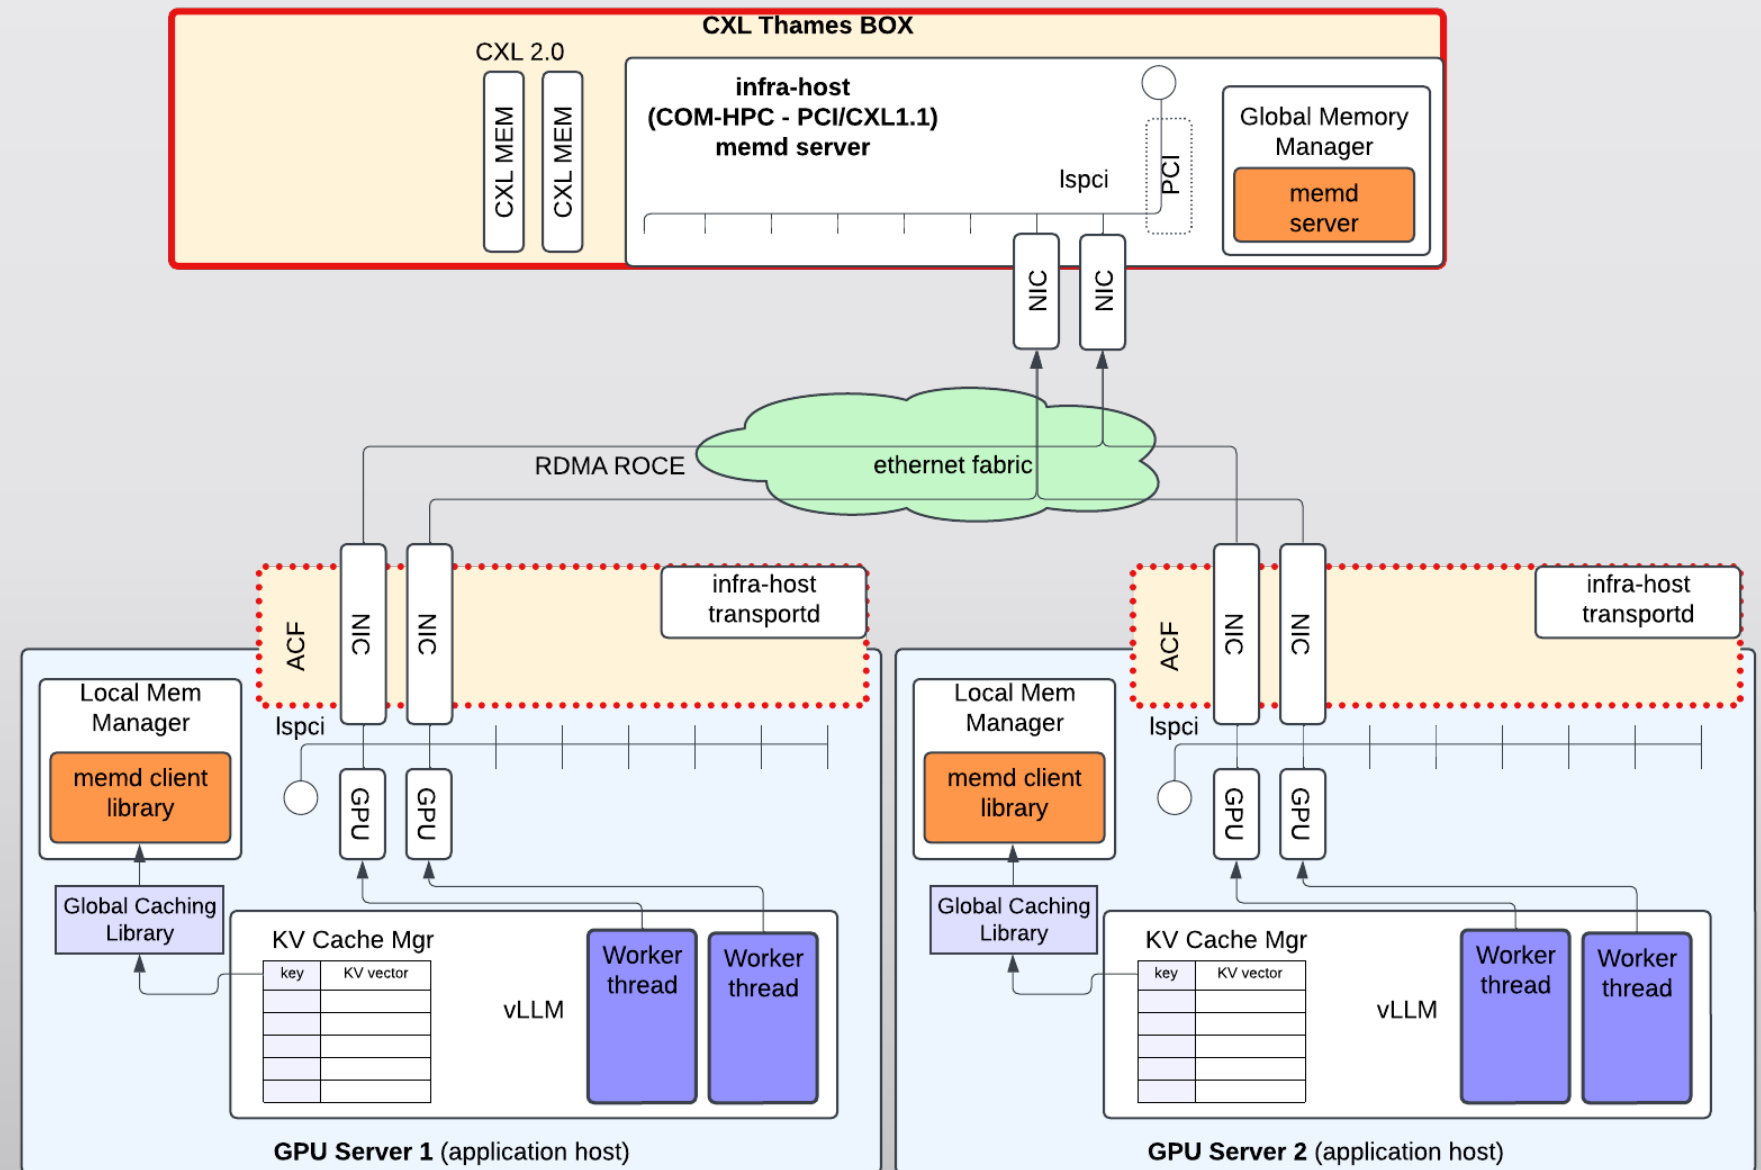 CXL Thames BOX
CXL 2.0
CXL MEM
CXL MEM
infra-host
(COM-HPC - PCI/CXL1.1)
memd server
lspci
PCI
Global Memory
Manager
memd
server
NIC
NIC
RDMA ROCE
ethernet fabric
ACF
NIC
NIC
infra-host
transportd
Local Mem
Manager
memd client
library
lspci
GPU
GPU
Global Caching
Library
KV Cache Mgr
key
KV vector
vLLM
Worker
thread
Worker
thread
GPU Server 1 (application host)
ACF
NIC
NIC
infra-host
transportd
Local Mem
Manager
memd client
library
lspci
GPU
GPU
Global Caching
Library
KV Cache Mgr
key
KV vector
vLLM
Worker
thread
Worker
thread
GPU Server 2 (application host)